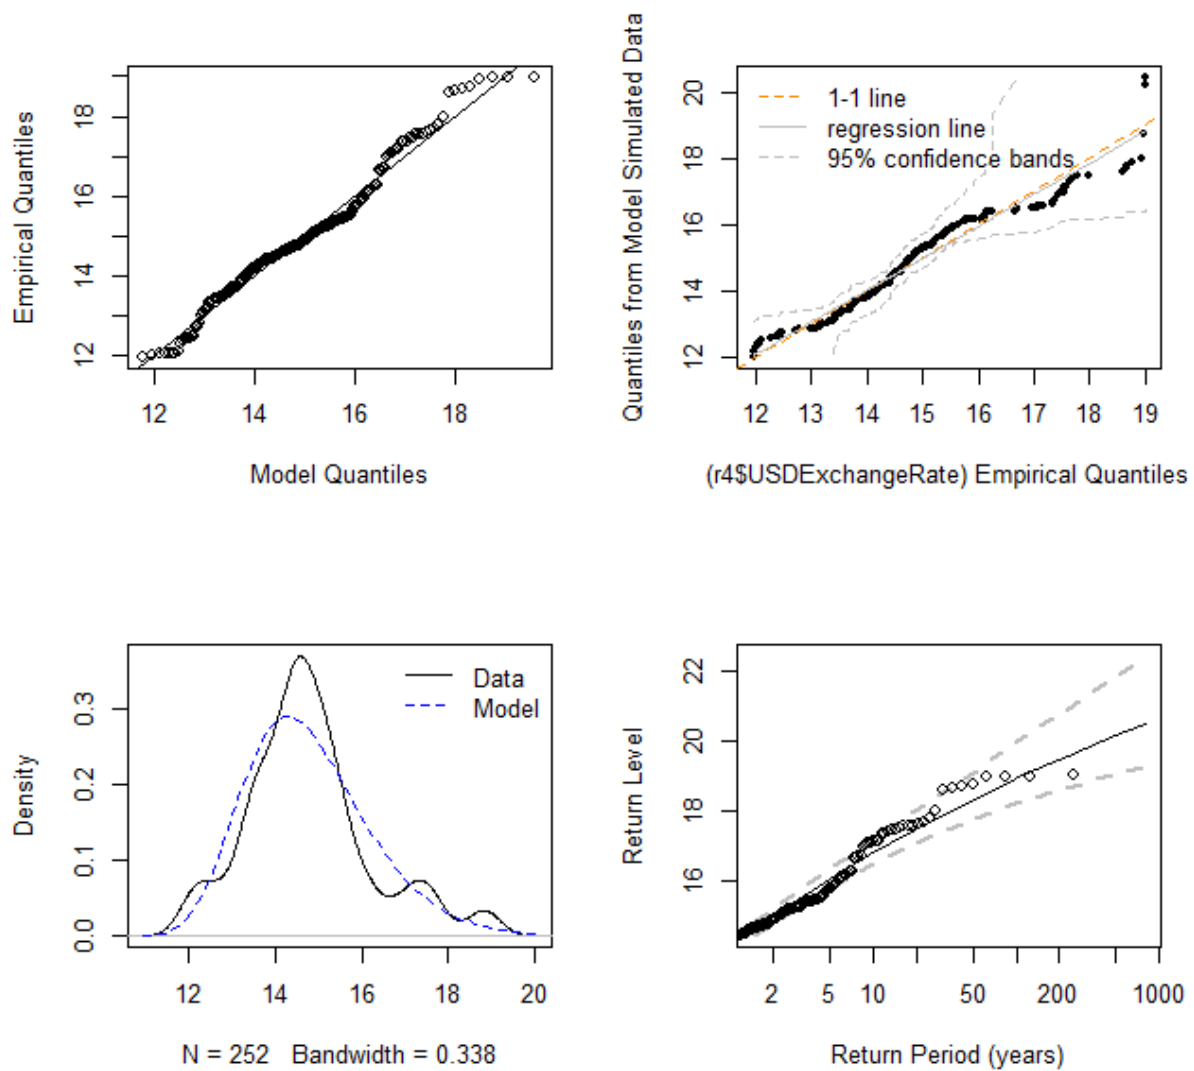 Empirical Quantiles
12 14 16 18
12 14 16 18
Model Quantiles
Quantiles from Model Simulated Data
12 14 16 18 20
1-1 line
regression line
95% confidence bands
12 13 14 15 16 17 18 19
(r4$USDExchangeRate) Empirical Quantiles
Density
0.0 0.1 0.2 0.3
Data
Model
12 14 16 18 20
N = 252 Bandwidth = 0.338
Return Level
16 18 20 22
2 5 10 50 200 1000
Return Period (years)